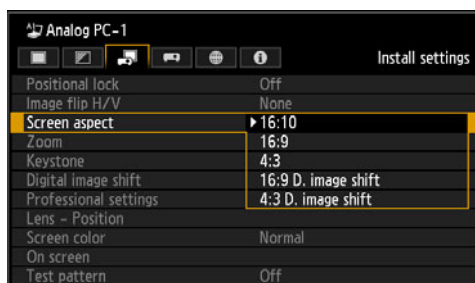 Analog PC-1
Install settings
Positional lock Off
Image flip H/V None
Screen aspect 16:10
Zoom 16:9
Keystone 4:3
Digital image shift 16:9 D. image shift
Professional settings 4:3 D. image shift
Lens - Position
Screen color Normal
On screen
Test pattern Off